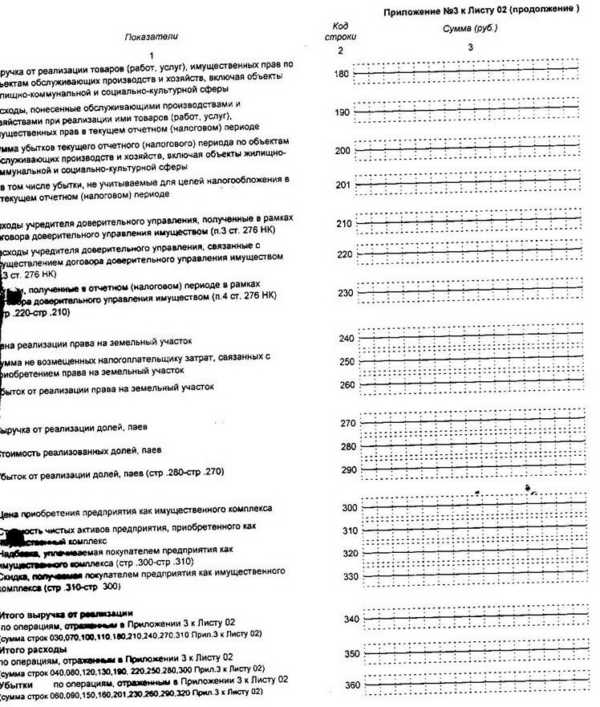 Приложение №3 к Листу 02 (продолжение )
Показатели
Код
строки
Сумма (руб.)
1
2
3
ручка от реализации товаров (работ, услуг), имущественных прав по
ъектам обслуживающих производств и хозяйств, включая объекты
лищно-коммунальной и социально-культурной сферы
180
сходы, понесенные обслуживающими производствами и
зяйствами при реализации ими товаров (работ, услуг),
ущественных прав в текущем отчетном (налоговом) периоде
190
мма убытков текущего отчетного (налогового) периода по объектам
служивающих производств и хозяйств, включая объекты жилищно-
ммунальной и социально-культурной сферы
200
в том числе убытки, не учитываемые для целей налогообложения в
текущем отчетном (налоговом) периоде
201
ходы учредителя доверительного управления, полученные в рамках
говора доверительного управления имуществом (п.3 ст. 276 НК)
210
сходы учредителя доверительного управления, связанные с
уществлением договора доверительного управления имуществом
.3 ст. 276 НК)
220
, полученные в отчетном (налоговом) периоде в рамках
ора доверительного управления имуществом (п.4 ст. 276 НК)
тр .220-стр .210)
230
на реализации права на земельный участок
240
умма не возмещенных налогоплательщику затрат, связанных с
риобретением права на земельный участок
250
быток от реализации права на земельный участок
260
ыручка от реализации долей, паев
270
тоимость реализованных долей, паев
280
быток от реализации долей, паев (стр .280-стр .270)
290
Цена приобретения предприятия как имущественного комплекса
300
чистых активов предприятия, приобретенного как
комплекс
310
Надбавка, уплачиваемая покупателем предприятия как
имущественного комплекса (стр .300-стр .310)
320
Скидка, получаемая покупателем предприятия как имущественного
комплекса (стр .310-стр 300)
330
Итого выручка от реализации
по операциям, отраженным в Приложении 3 к Листу 02
(сумма строк 030,070,100,110,180,210,240,270,310 Прил.3 к Листу 02)
340
Итого расходы
по операциям, отраженным в Приложении 3 к Листу 02
(сумма строк 040,080,120,130,190, 220,250,280,300 Прил.3 к Листу 02)
350
Убытки по операциям, отраженным в Приложении 3 к Листу 02
(сумма строк 060,090,150,160,201,230,260,290,320 Прил.3 к Листу 02)
360